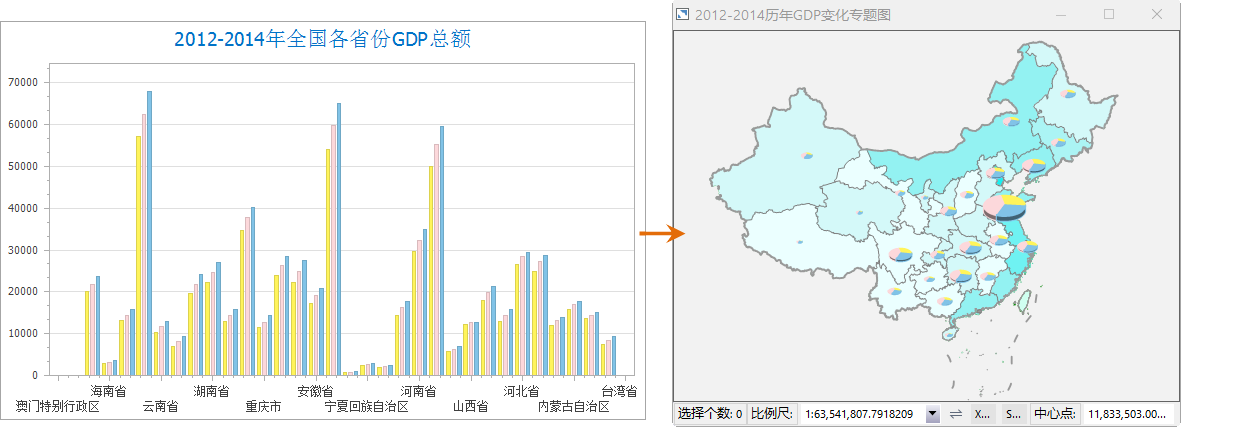 2012-2014年全国各省份GDP总额
70000
60000
50000
40000
30000
20000
10000
0
海南省
湖南省
安徽省
河南省
河北省
台湾省
澳门特别行政区
云南省
重庆市
宁夏回族自治区
山西省
内蒙古自治区
2012-2014历年GDP变化专题图
选择个数: 0 比例尺: 1:63,541,807.7918209 X... S... 中心点: 11,833,503.00...